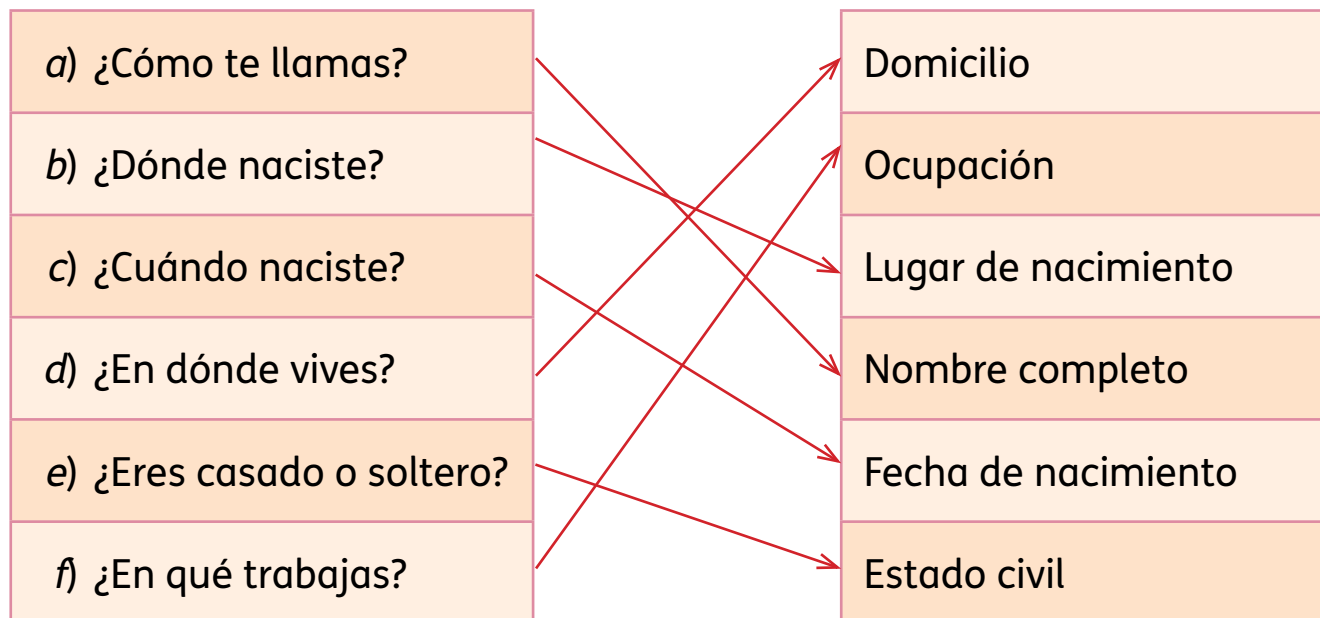 a) ¿Cómo te llamas?
b) ¿Dónde naciste?
c) ¿Cuándo naciste?
d) ¿En dónde vives?
e) ¿Eres casado o soltero?
f) ¿En qué trabajas?
Domicilio
Ocupación
Lugar de nacimiento
Nombre completo
Fecha de nacimiento
Estado civil